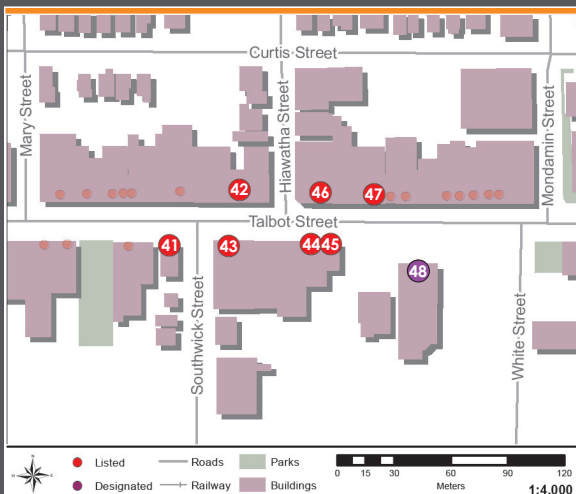 Curtis Street
Mary Street
Hiawatha Street
Mondamin Street
42
46
47
Talbot Street
41
43
44
45
48
Southwick Street
White Street
Listed
Designated
Roads
Railway
Parks
Buildings
0 15 30 60 90 120
Meters
1:4,000